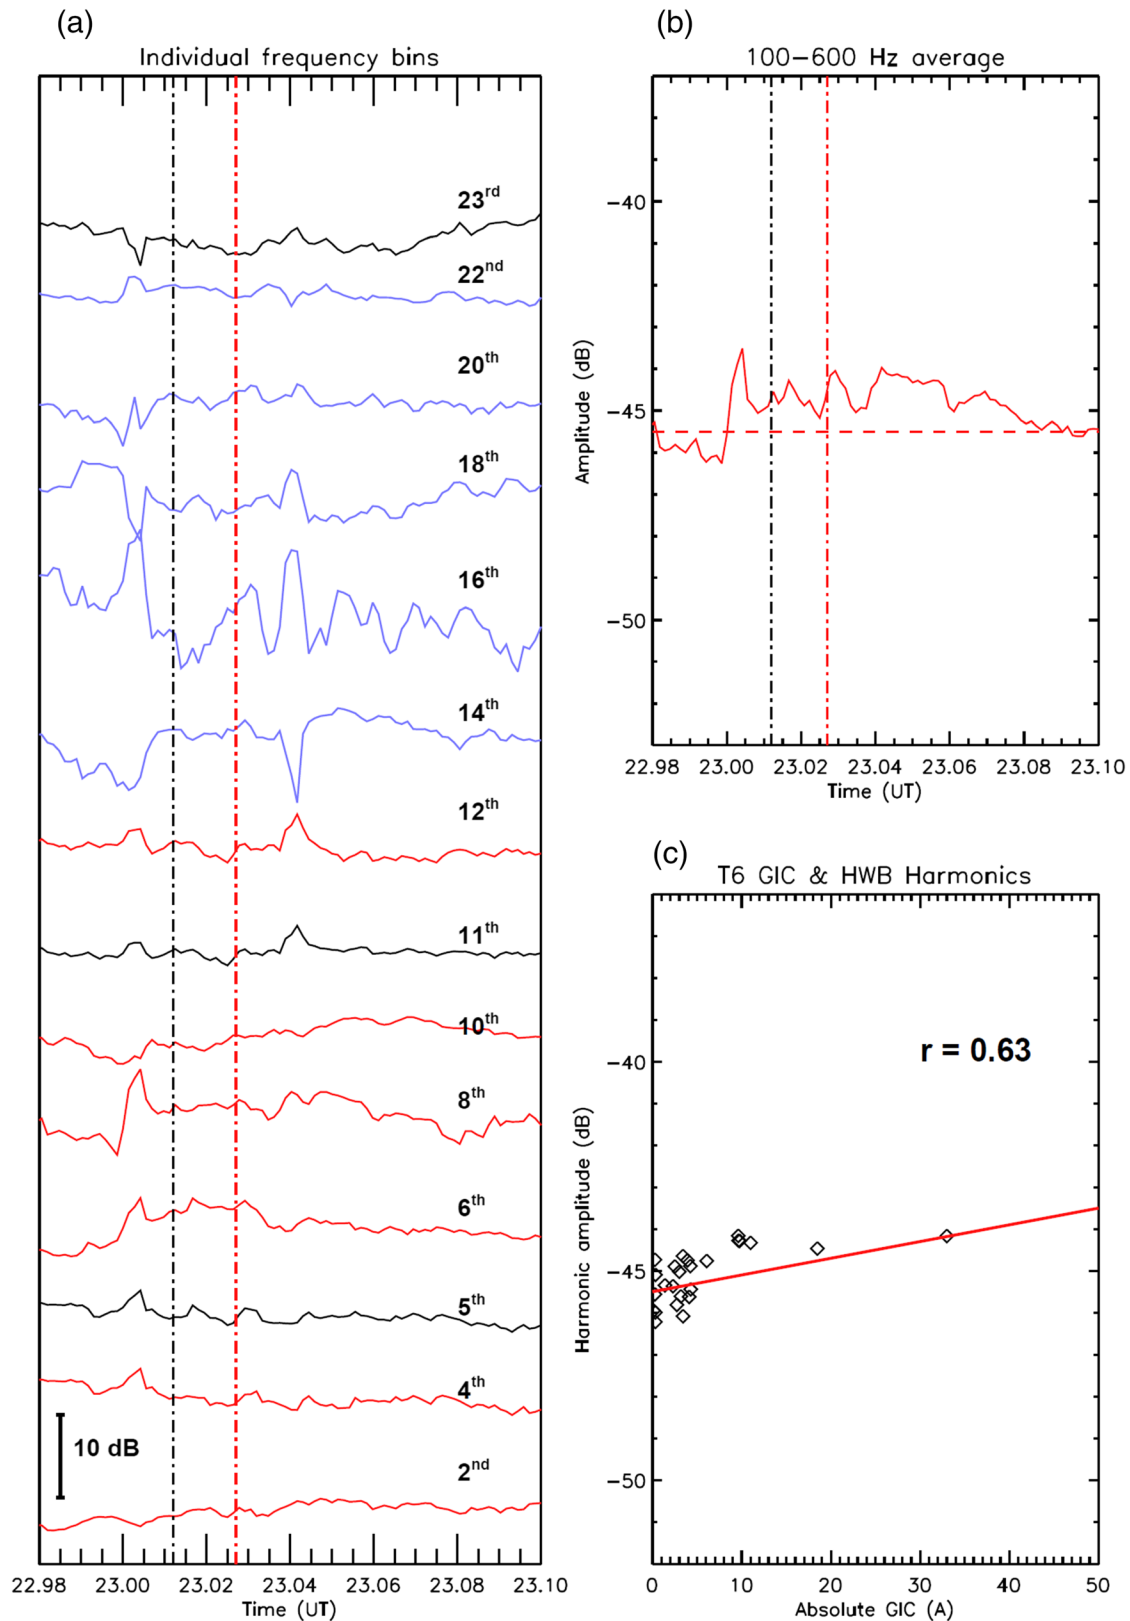 (a)
Individual frequency bins
23rd
22nd
20th
18th
16th
14th
12th
11th
10th
8th
6th
5th
4th
10 dB
2nd
22.98 23.00 23.02 23.04 23.06 23.08 23.10
Time (UT)
(b)
100–600 Hz average
−40
−45
−50
Amplitude (dB)
22.98 23.00 23.02 23.04 23.06 23.08 23.10
Time (UT)
(c)
T6 GIC & HWB Harmonics
r = 0.63
−40
−45
−50
Harmonic amplitude (dB)
0 10 20 30 40 50
Absolute GIC (A)